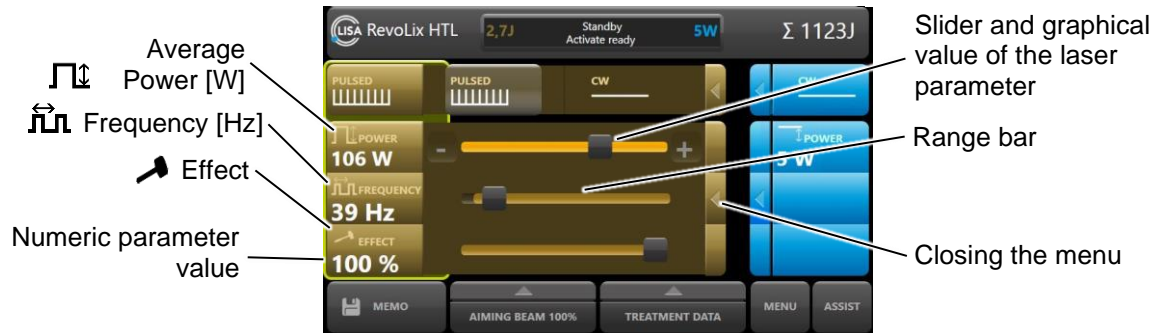 Average
Power [W]
Frequency [Hz]
Effect
Numeric parameter
value
LISA RevoLix HTL
2,7J
Standby
Activate ready
5W
Σ 1123J
PULSED
PULSED
CW
CW
POWER
106 W
-
+
POWER
5 W
FREQUENCY
39 Hz
EFFECT
100 %
MEMO
AIMING BEAM 100%
TREATMENT DATA
MENU
ASSIST
Slider and graphical
value of the laser
parameter
Range bar
Closing the menu